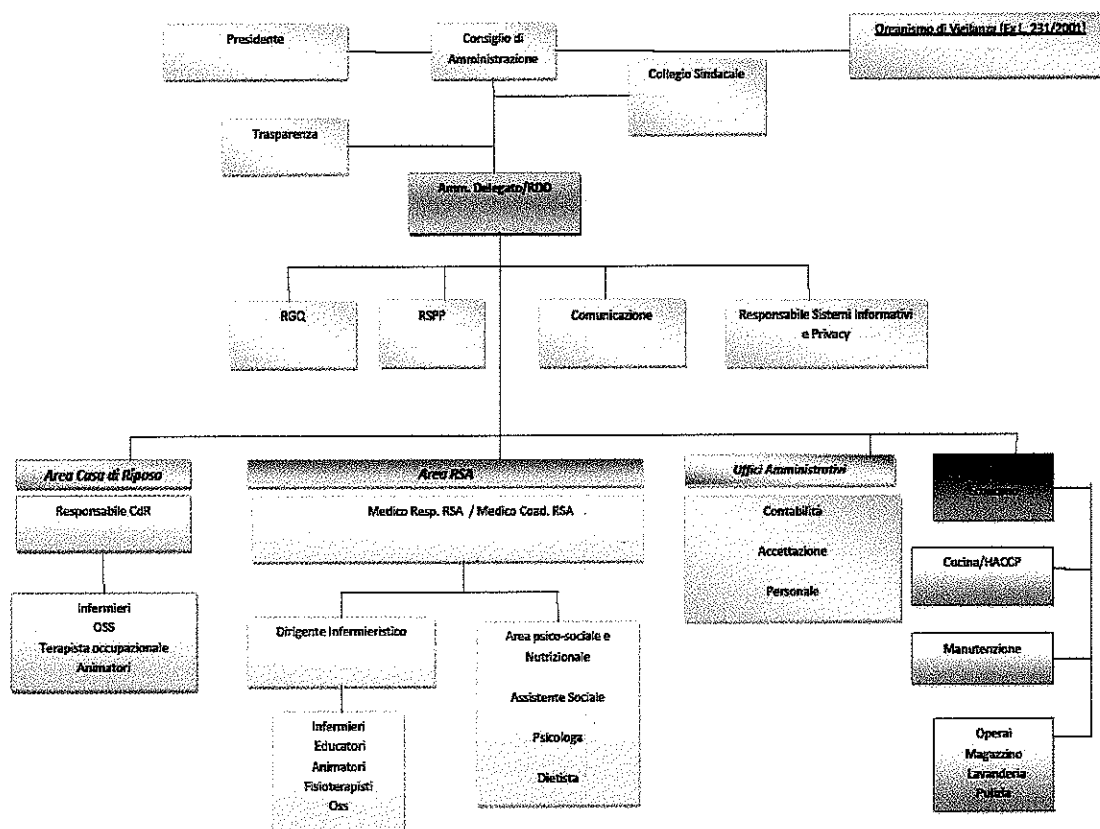 Presidente
Consiglio di
Amministrazione
Organismo di Vigilanza (Ex L. 231/2001)
Collegio Sindacale
Trasparenza
Amm. Delegato/RDD
RGQ
RSPP
Comunicazione
Responsabile Sistemi Informativi
e Privacy
Area Casa di Riposo
Area RSA
Uffici Amministrativi
Responsabile CdR
Medico Resp. RSA / Medico Coad. RSA
Contabilità
Accettazione
Personale
Cucina/HACCP
Infermieri
OSS
Terapista occupazionale
Animatori
Dirigente Infermieristico
Area psico-sociale e
Nutrizionale
Assistente Sociale
Psicologa
Dietista
Manutenzione
Infermieri
Educatori
Animatori
Fisioterapisti
Oss
Operai
Magazzino
Lavanderia
Pulizia